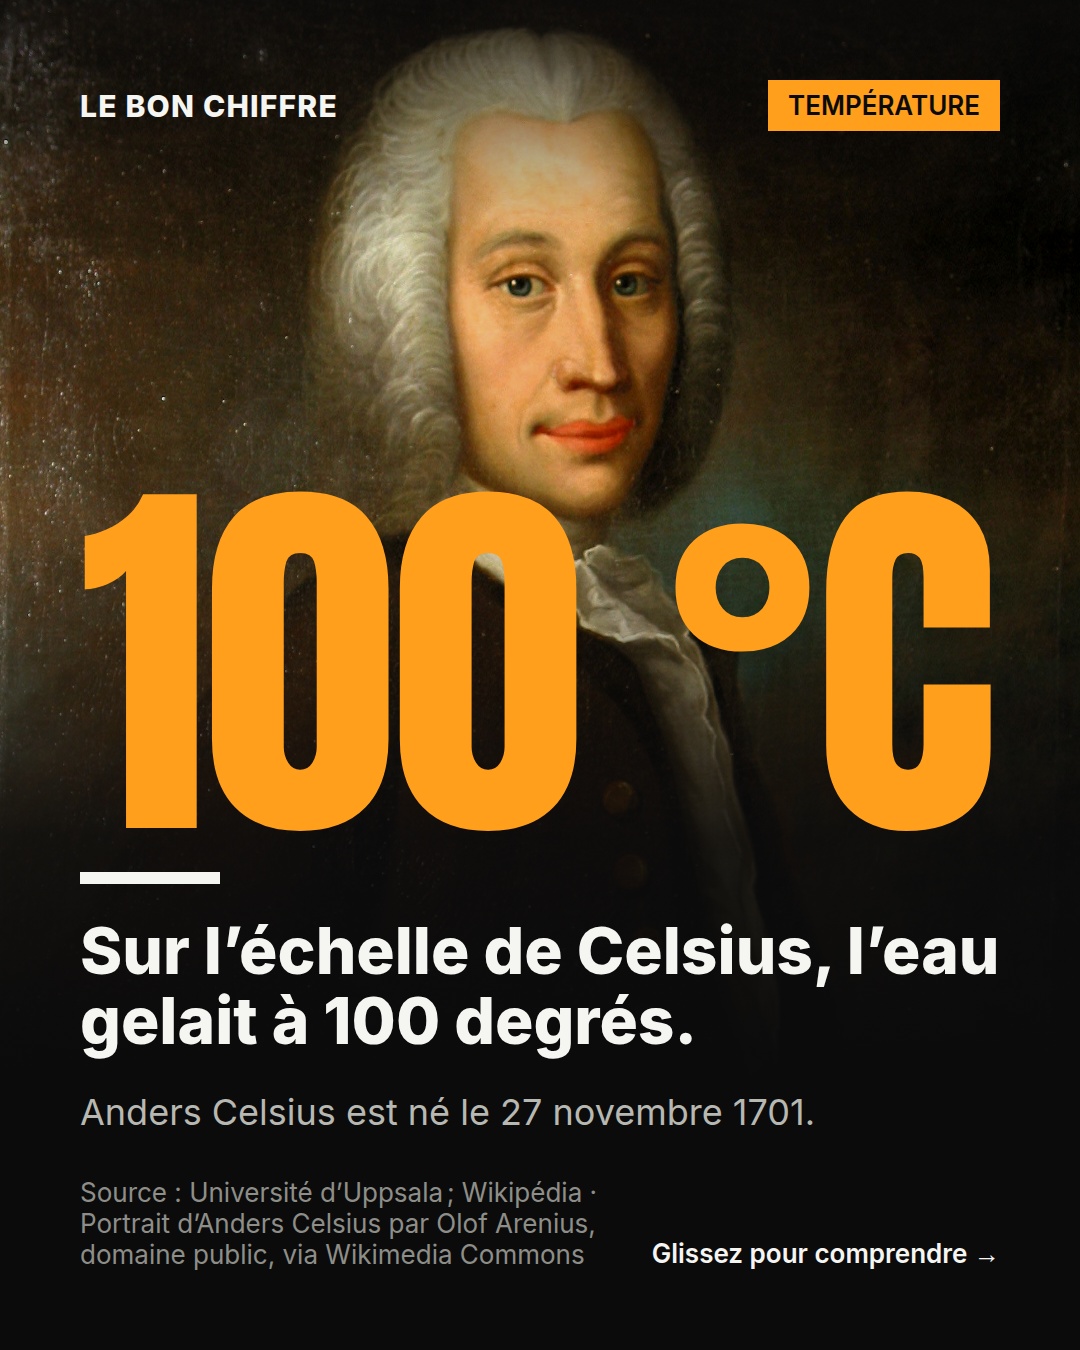 LE BON CHIFFRE
TEMPÉRATURE
100 °C
Sur l’échelle de Celsius, l’eau
gelait à 100 degrés.
Anders Celsius est né le 27 novembre 1701.
Source : Université d’Uppsala ; Wikipédia ·
Portrait d’Anders Celsius par Olof Arenius,
domaine public, via Wikimedia Commons
Glissez pour comprendre →